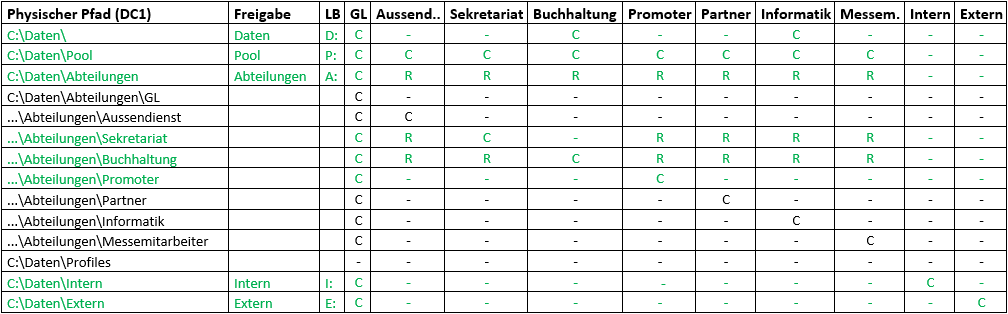 Physischer Pfad (DC1) Freigabe LB GL Aussend.. Sekretariat Buchhaltung Promoter Partner Informatik Messem. Intern Extern
C:\Daten\ Daten D: C - - C - - C - - -
C:\Daten\Pool Pool P: C C C C C C C C - -
C:\Daten\Abteilungen Abteilungen A: C R R R R R R R - -
C:\Daten\Abteilungen\GL C - - - - - - - - -
...\Abteilungen\Aussendienst C C - - - - - - - -
...\Abteilungen\Sekretariat C R C - R R R R - -
...\Abteilungen\Buchhaltung C R R C R R R R - -
...\Abteilungen\Promoter C - - - C - - - - -
...\Abteilungen\Partner C - - - - C - - - -
...\Abteilungen\Informatik C - - - - - C - - -
...\Abteilungen\Messemitarbeiter C - - - - - - C - -
C:\Daten\Profiles - - - - - - - - - -
C:\Daten\Intern Intern I: C - - - - - - - C -
C:\Daten\Extern Extern E: C - - - - - - - - C